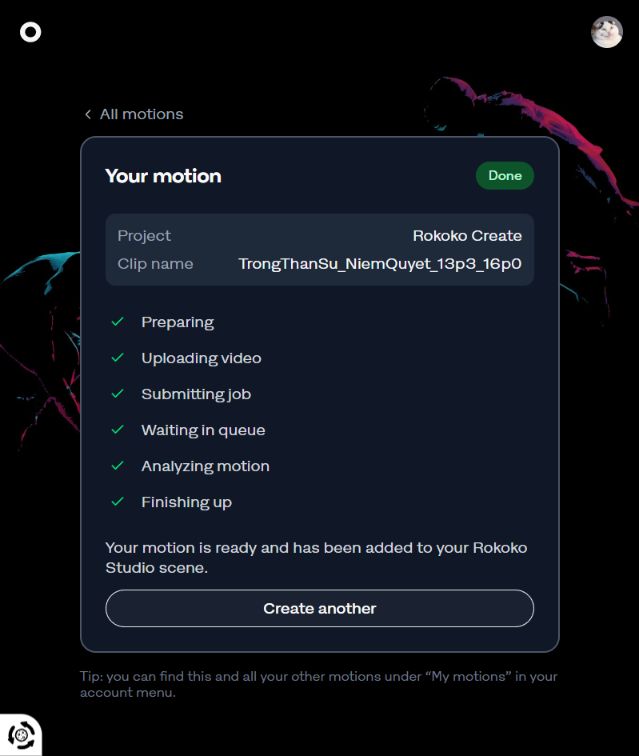 All motions
Your motion
Done
Project
Rokoko Create
Clip name
TrongThanSu_NiemQuyet_13p3_16p0
Preparing
Uploading video
Submitting job
Waiting in queue
Analyzing motion
Finishing up
Your motion is ready and has been added to your Rokoko
Studio scene.
Create another
Tip: you can find this and all your other motions under “My motions” in your
account menu.